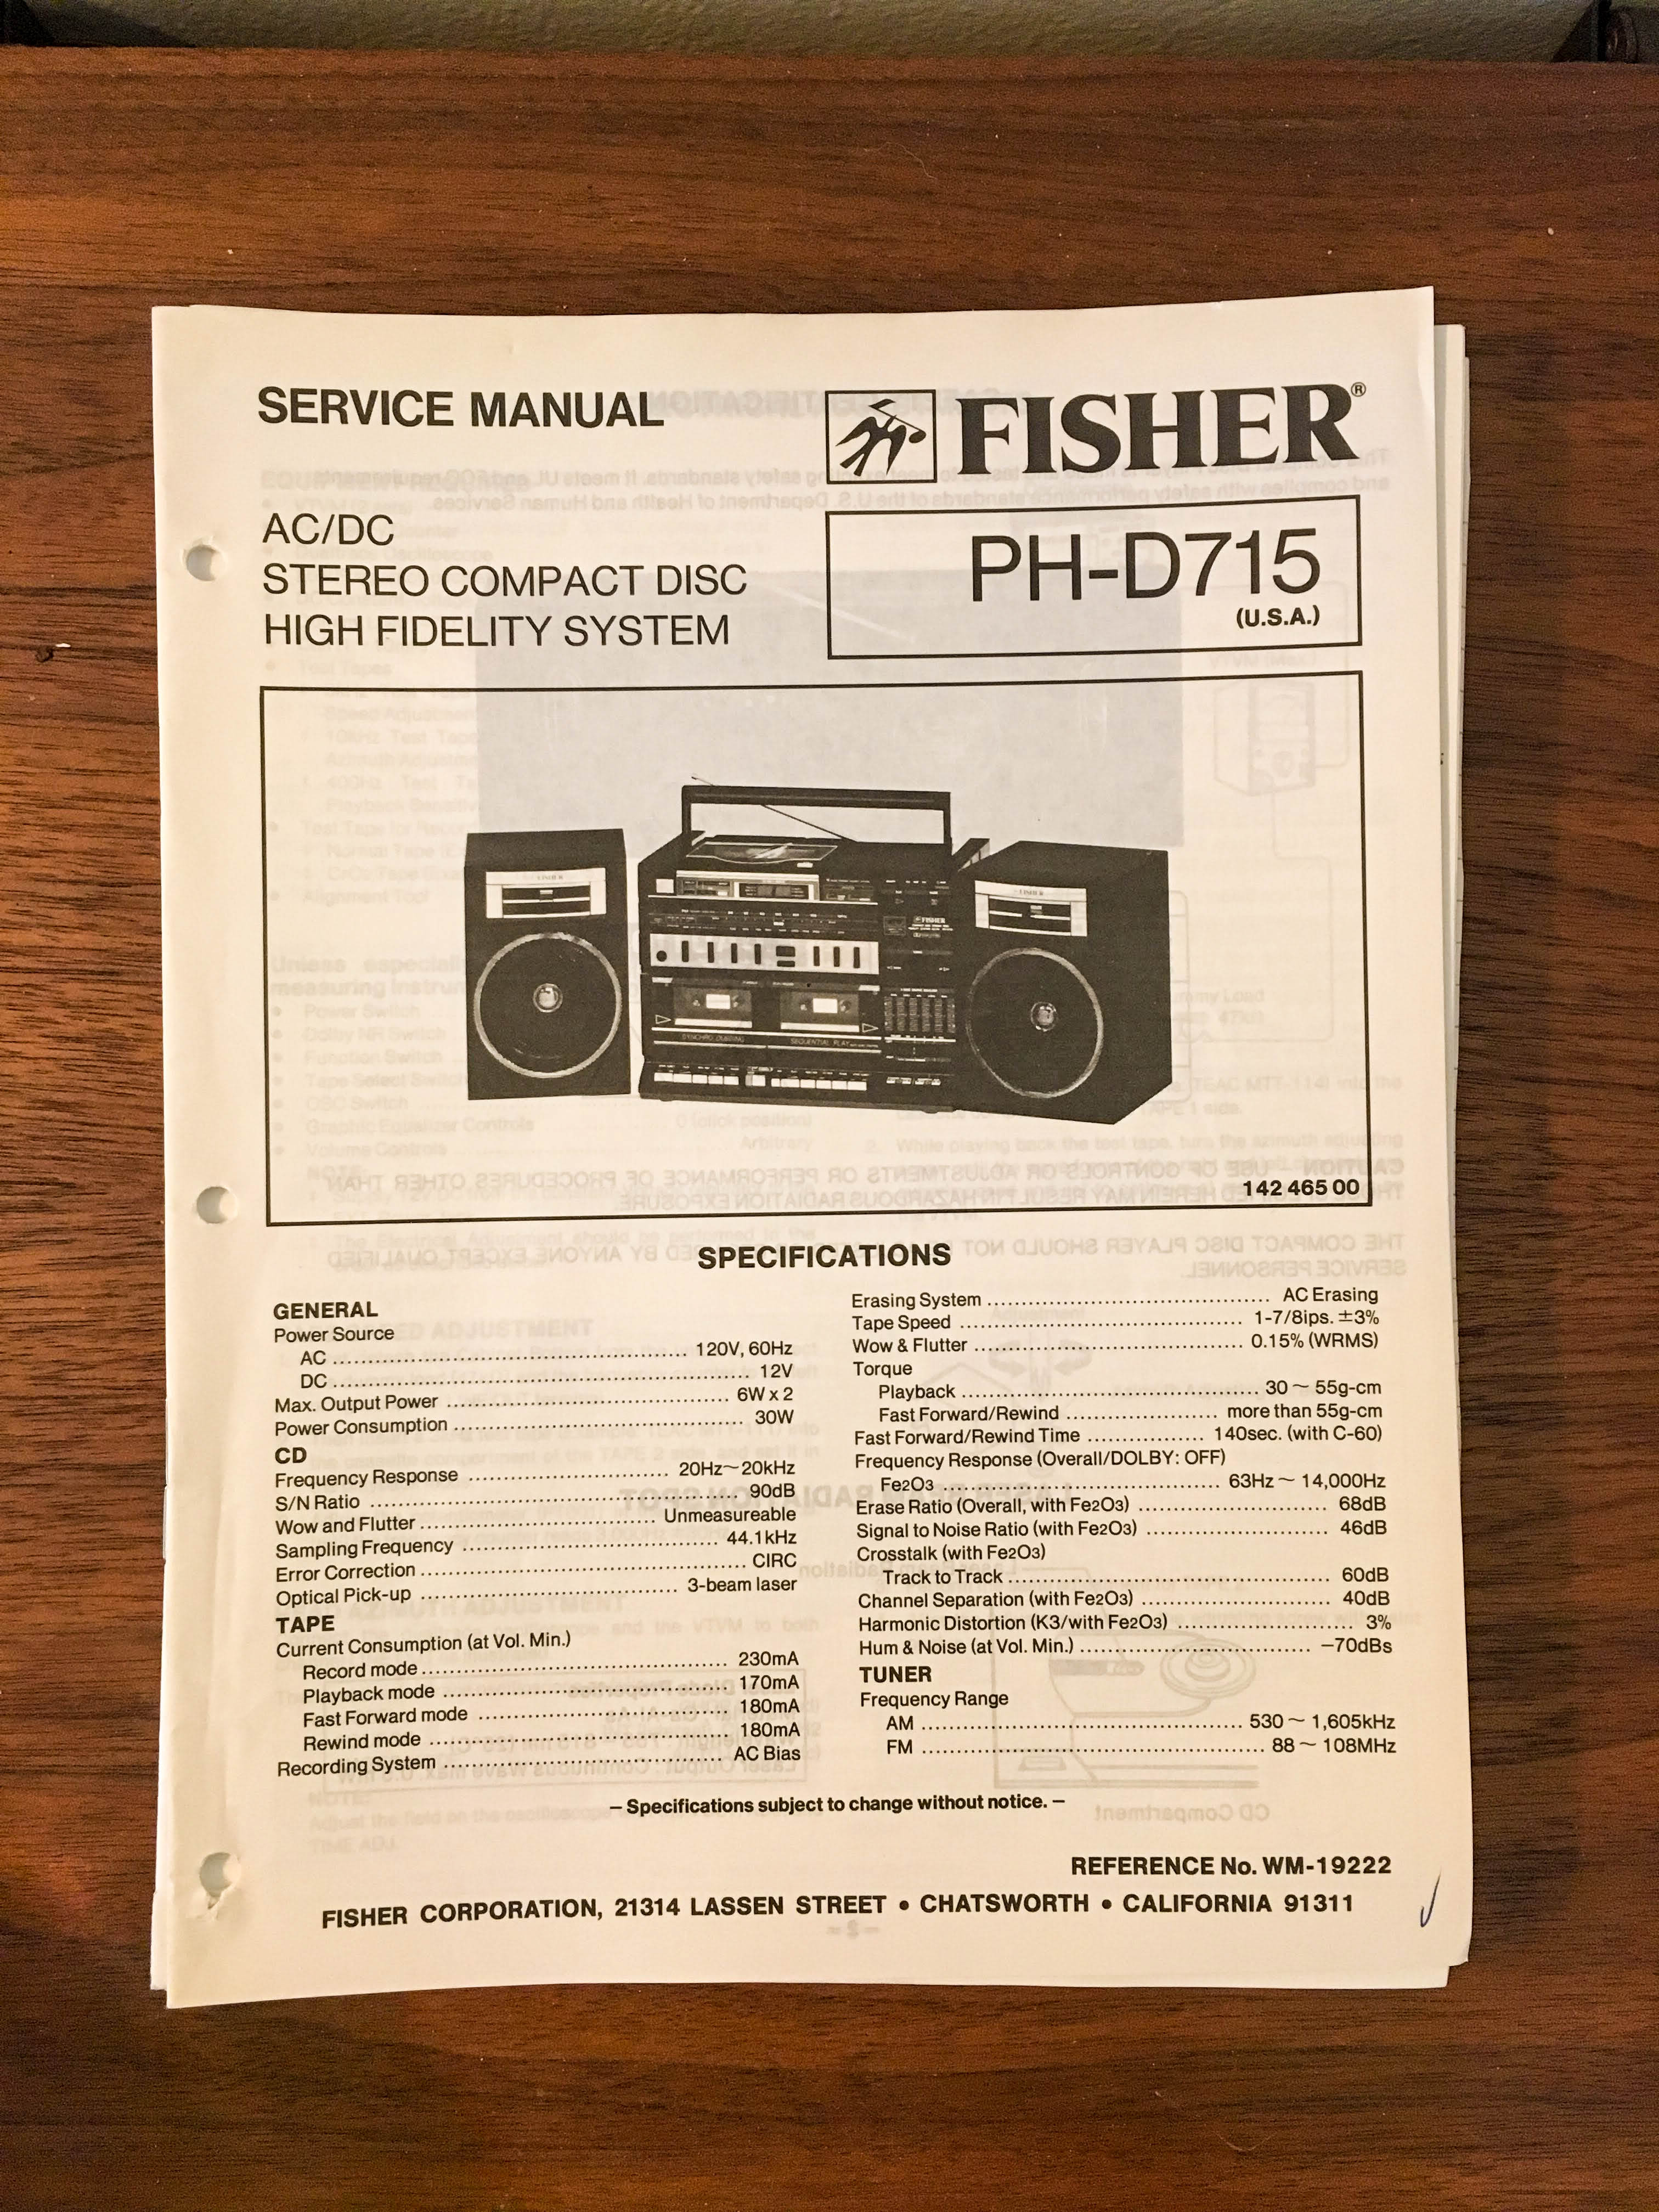 SERVICE MANUAL
FISHER®
AC/DC
STEREO COMPACT DISC
HIGH FIDELITY SYSTEM
PH-D715
(U.S.A.)
FISHER
FISHER
FISHER
SYNCHRO DUBBING
SEQUENTIAL PLAY
142 465 00
SPECIFICATIONS
GENERAL
Power Source
AC ........ 120V, 60Hz
DC ........ 12V
Max. Output Power ........ 6W x 2
Power Consumption ........ 30W
CD
Frequency Response ........ 20Hz~20kHz
S/N Ratio ........ 90dB
Wow and Flutter ........ Unmeasureable
Sampling Frequency ........ 44.1kHz
Error Correction ........ CIRC
Optical Pick-up ........ 3-beam laser
TAPE
Current Consumption (at Vol. Min.)
Record mode ........ 230mA
Playback mode ........ 170mA
Fast Forward mode ........ 180mA
Rewind mode ........ 180mA
Recording System ........ AC Bias
Erasing System ........ AC Erasing
Tape Speed ........ 1-7/8ips. ±3%
Wow & Flutter ........ 0.15% (WRMS)
Torque
Playback ........ 30 ~ 55g-cm
Fast Forward/Rewind ........ more than 55g-cm
Fast Forward/Rewind Time ........ 140sec. (with C-60)
Frequency Response (Overall/DOLBY: OFF)
Fe2O3 ........ 63Hz ~ 14,000Hz
Erase Ratio (Overall, with Fe2O3) ........ 68dB
Signal to Noise Ratio (with Fe2O3) ........ 46dB
Crosstalk (with Fe2O3)
Track to Track ........ 60dB
Channel Separation (with Fe2O3) ........ 40dB
Harmonic Distortion (K3/with Fe2O3) ........ 3%
Hum & Noise (at Vol. Min.) ........ −70dBs
TUNER
Frequency Range
AM ........ 530 ~ 1,605kHz
FM ........ 88 ~ 108MHz
– Specifications subject to change without notice. –
REFERENCE No. WM-19222
FISHER CORPORATION, 21314 LASSEN STREET • CHATSWORTH • CALIFORNIA 91311